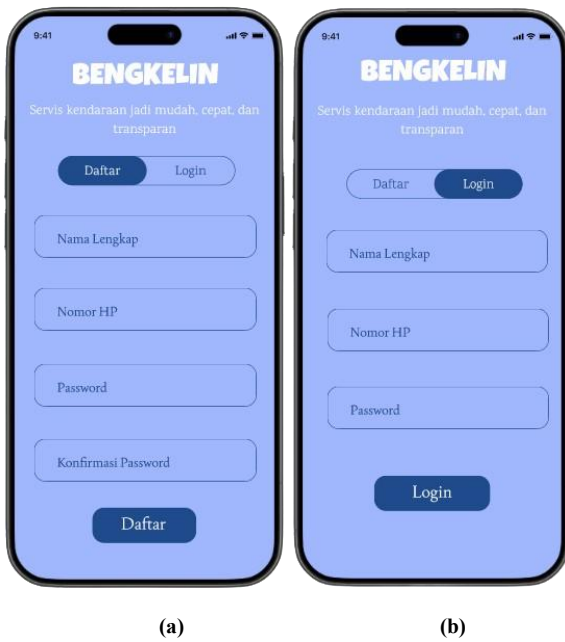 9:41
BENGKELIN
Servis kendaraan jadi mudah, cepat, dan
transparan
Daftar Login
Nama Lengkap
Nomor HP
Password
Konfirmasi Password
Daftar
(a)
9:41
BENGKELIN
Servis kendaraan jadi mudah, cepat, dan
transparan
Daftar Login
Nama Lengkap
Nomor HP
Password
Login
(b)